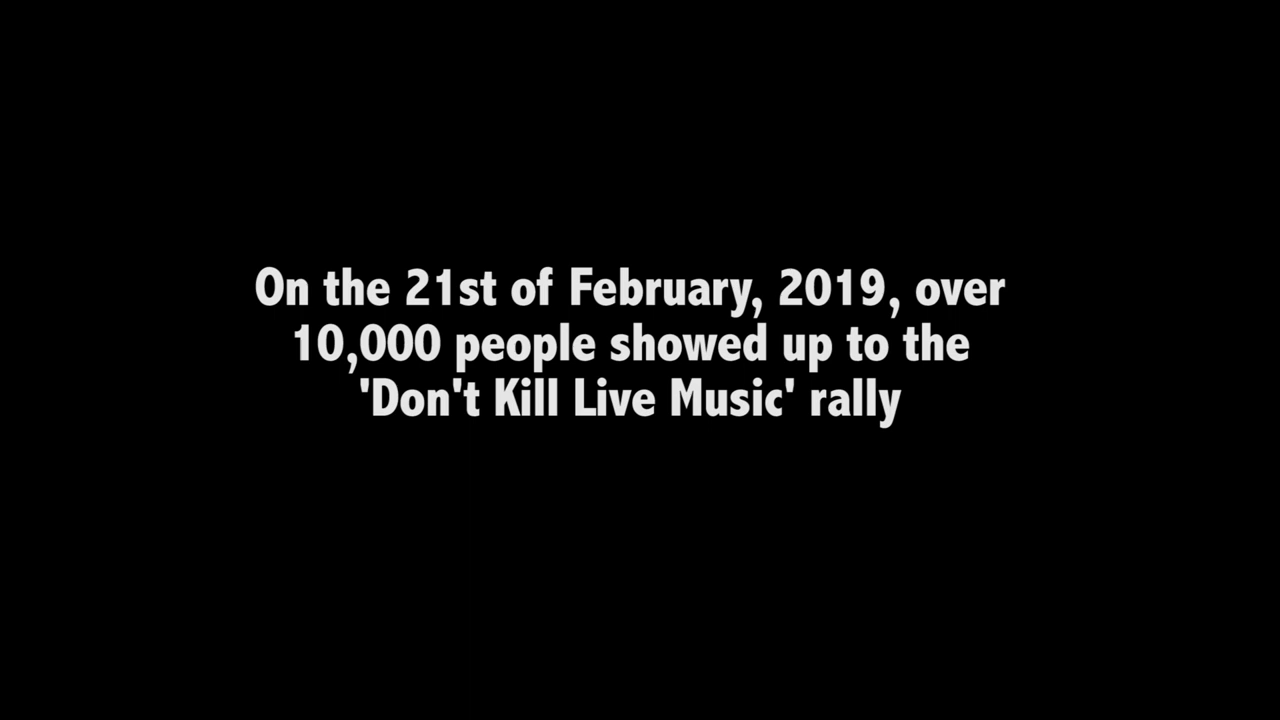 On the 21st of February, 2019, over
10,000 people showed up to the
'Don't Kill Live Music' rally